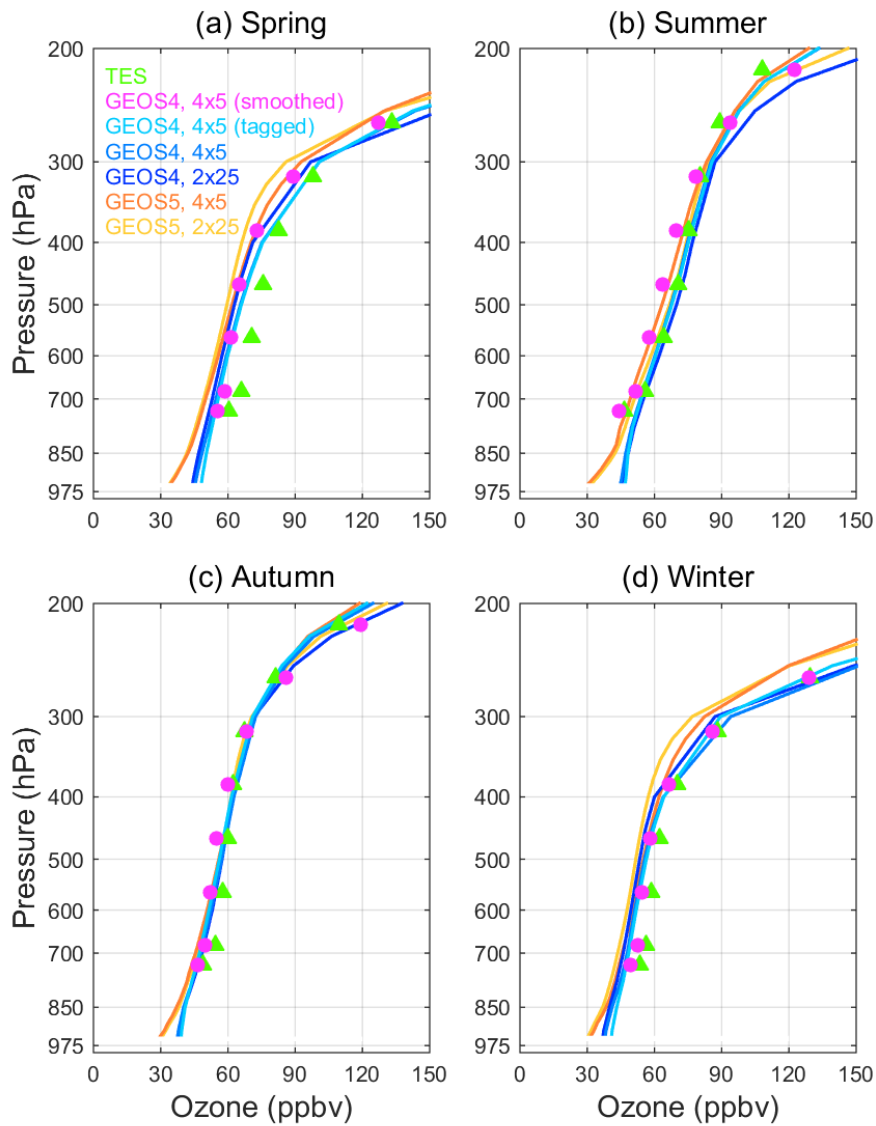 (a) Spring
(b) Summer
200
300
400
500
600
700
850
975
Pressure (hPa)
TES
GEOS4, 4x5 (smoothed)
GEOS4, 4x5 (tagged)
GEOS4, 4x5
GEOS4, 2x25
GEOS5, 4x5
GEOS5, 2x25
0 30 60 90 120 150
200
300
400
500
600
700
850
975
0 30 60 90 120 150
(c) Autumn
(d) Winter
200
300
400
500
600
700
850
975
Pressure (hPa)
0 30 60 90 120 150
Ozone (ppbv)
200
300
400
500
600
700
850
975
0 30 60 90 120 150
Ozone (ppbv)